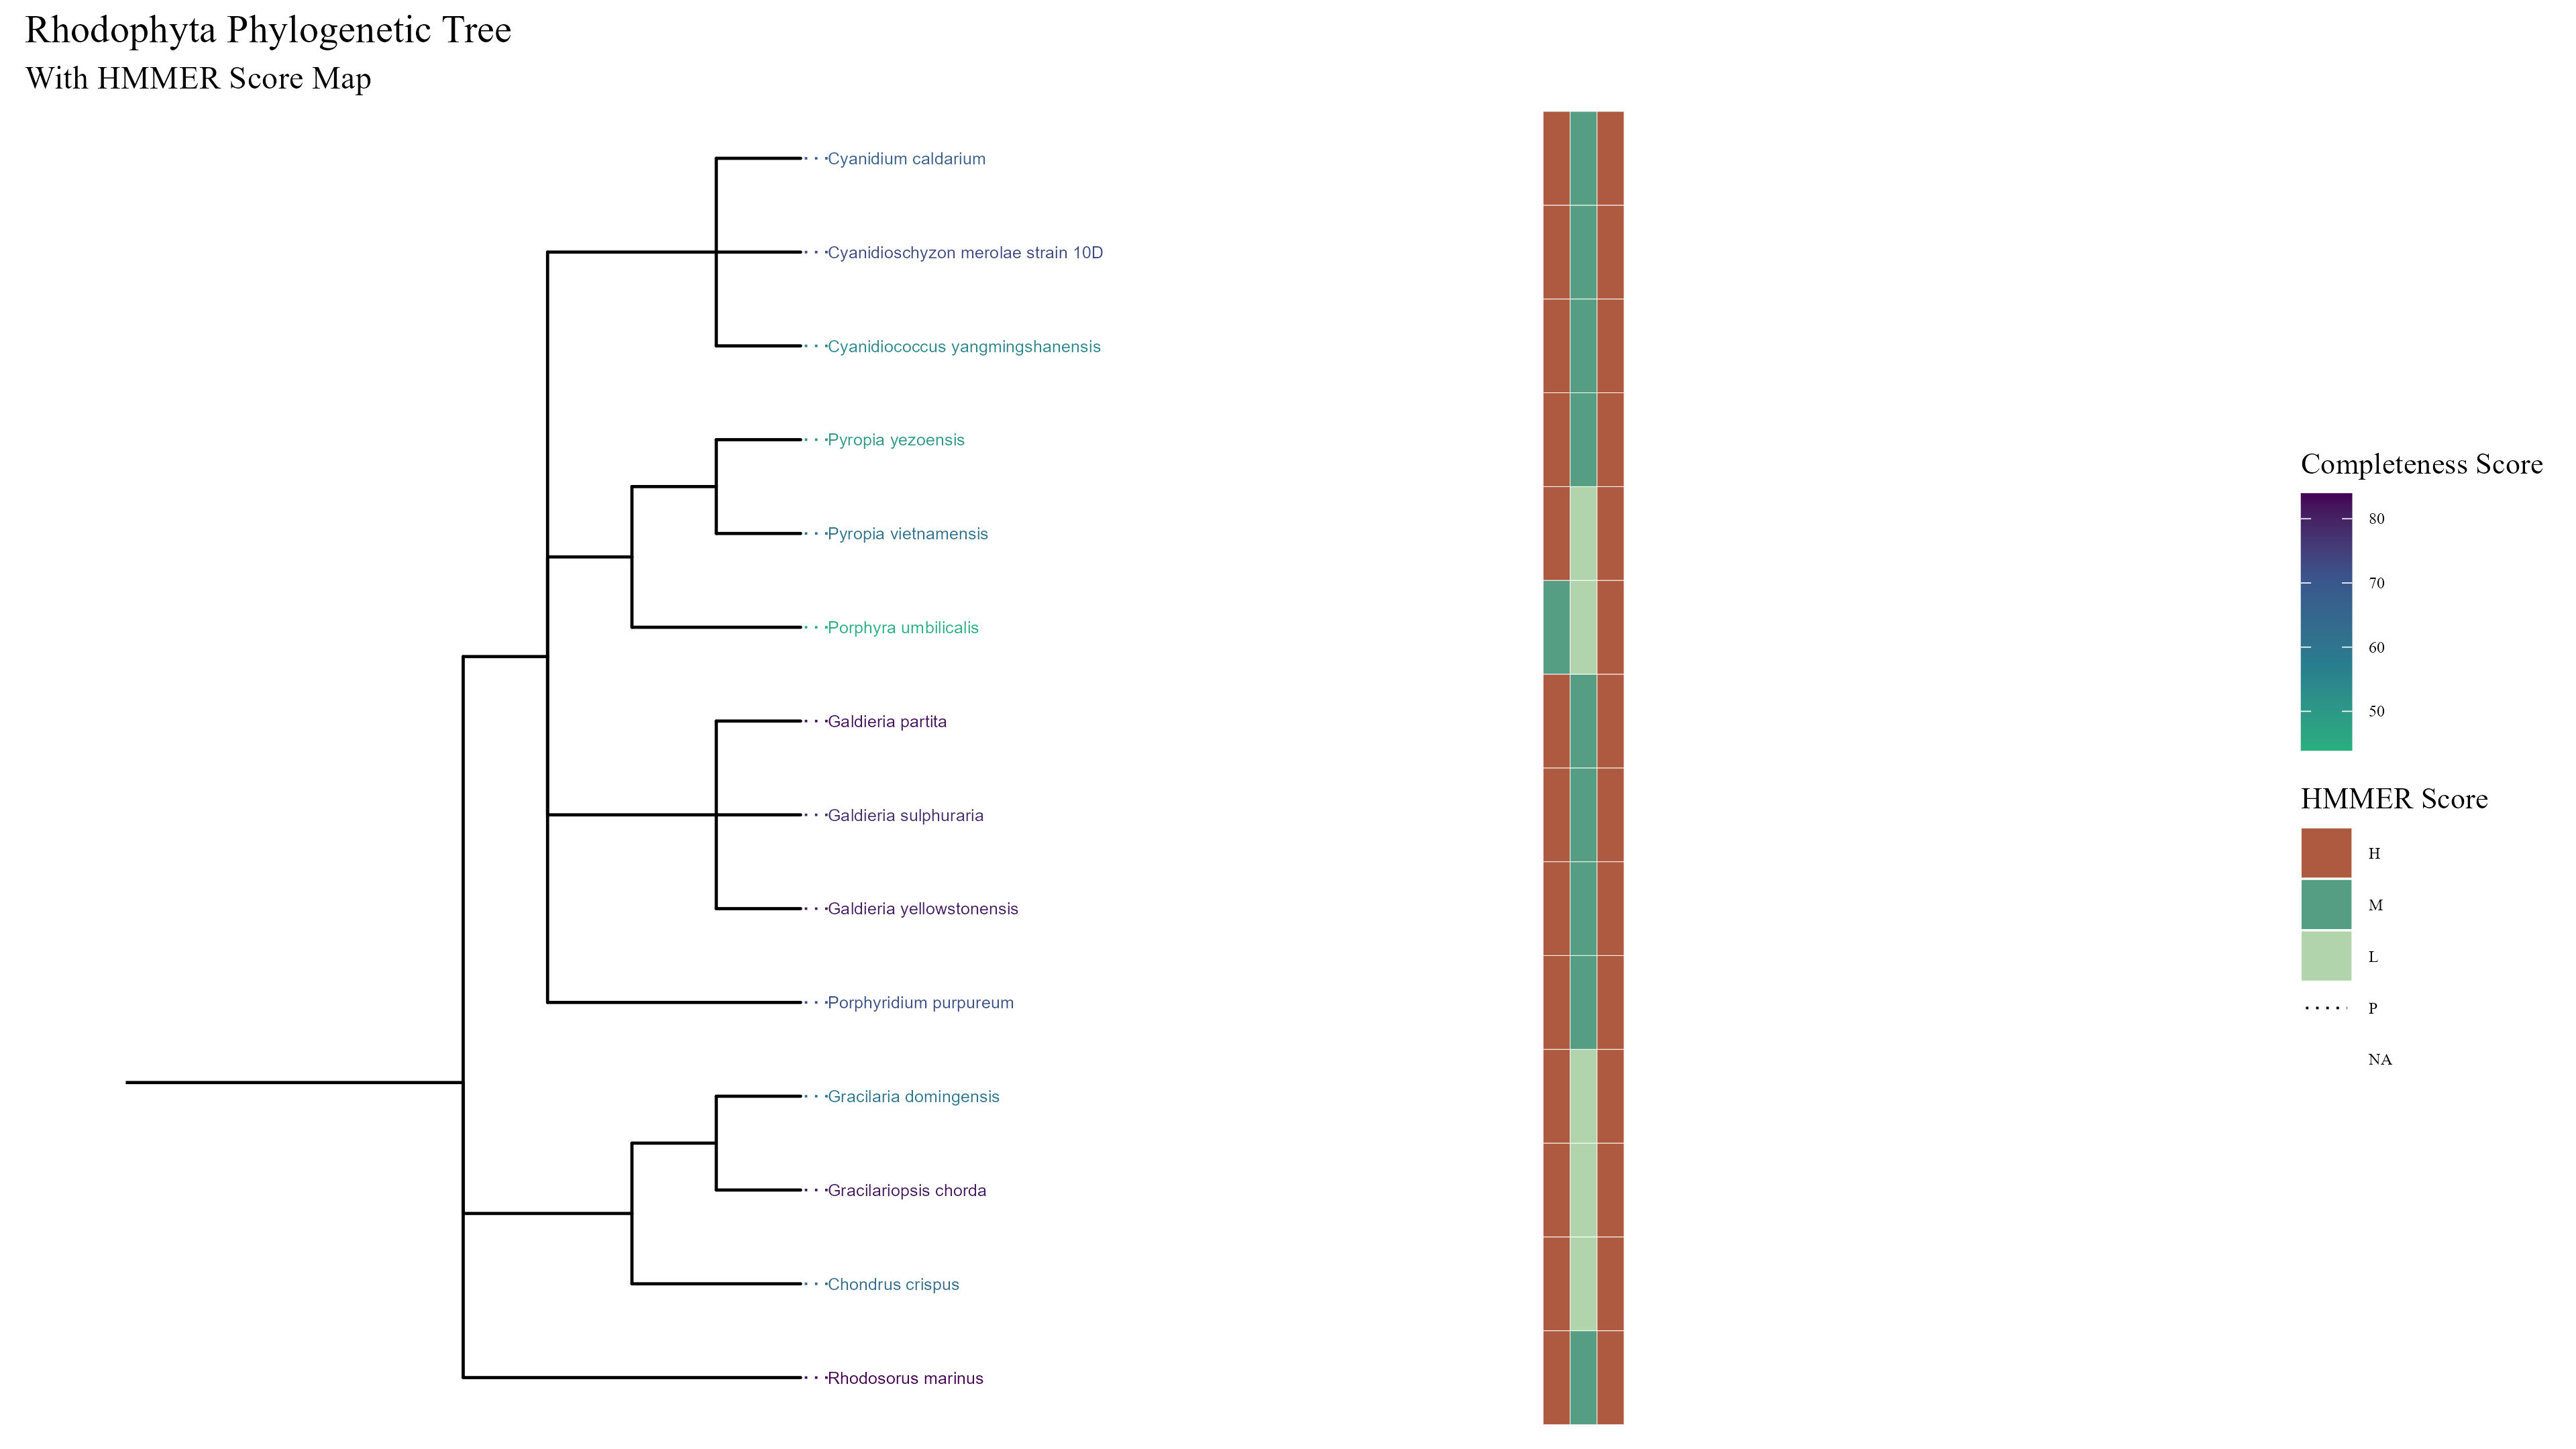 Rhodophyta Phylogenetic Tree
With HMMER Score Map
Cyanidium caldarium
Cyanidioschyzon merolae strain 10D
Cyanidiococcus yangmingshanensis
Pyropia yezoensis
Pyropia vietnamensis
Porphyra umbilicalis
Galdieria partita
Galdieria sulphuraria
Galdieria yellowstonensis
Porphyridium purpureum
Gracilaria domingensis
Gracilariopsis chorda
Chondrus crispus
Rhodosorus marinus
Completeness Score
80
70
60
50
HMMER Score
H
M
L
P
NA